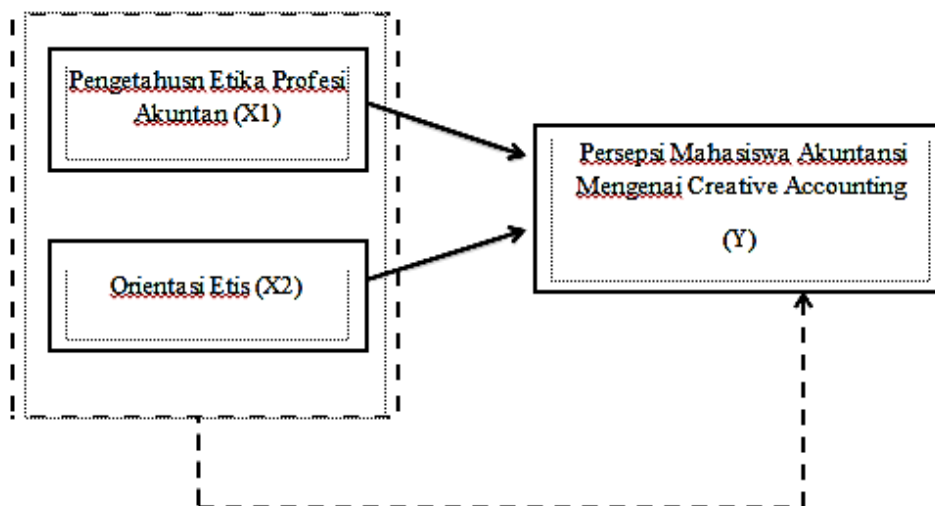 Pengetahusn Etika Profesi
Akuntan (X1)
Orientasi Etis (X2)
Persepsi Mahasiswa Akuntansi
Mengenai Creative Accounting
(Y)